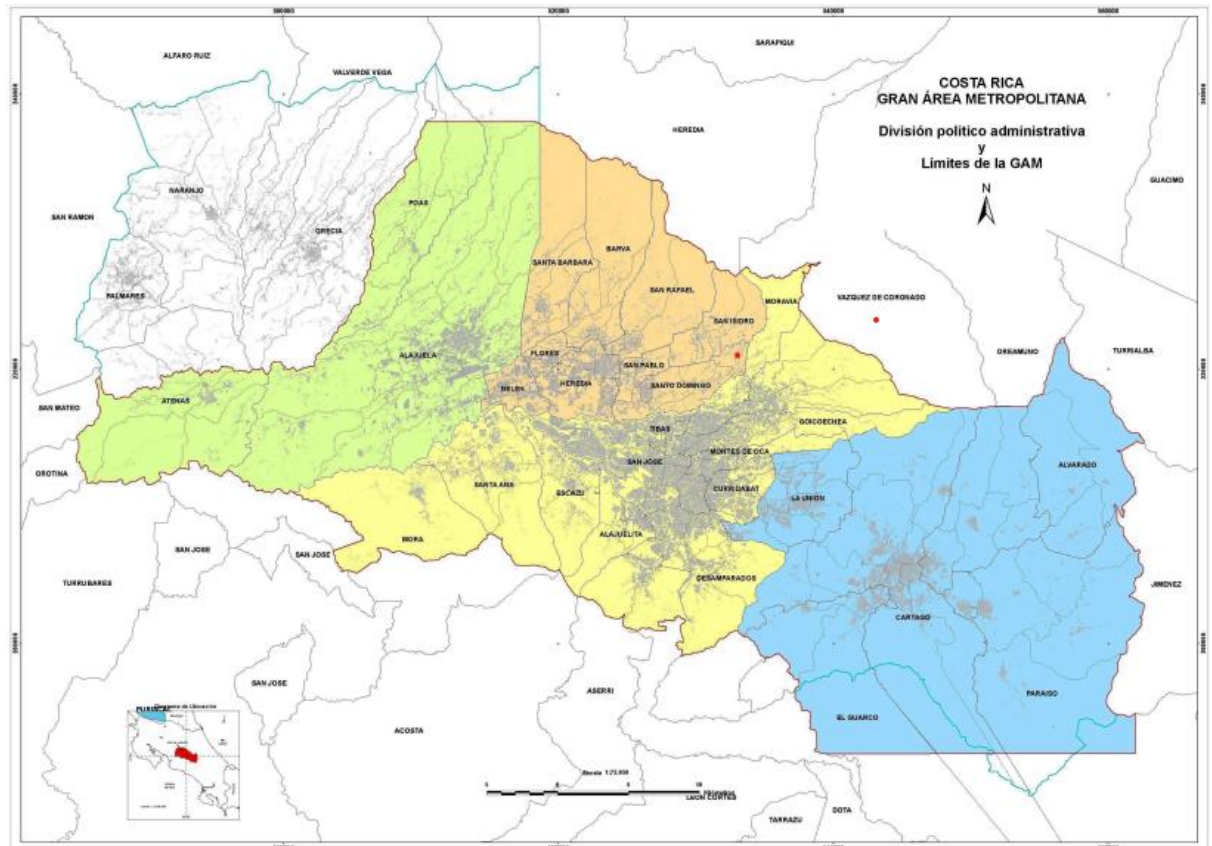 COSTA RICA
GRAN ÁREA METROPOLITANA
División politico administrativa
y
Limites de la GAM
N
ALFARO RUIZ
VALVERDE VEGA
SARAPIQUI
HEREDIA
GUACIMO
SAN RAMON
NARANJO
GRECIA
POAS
PALMARES
SANTA BARBARA
BARVA
SAN RAFAEL
SAN ISIDRO
MORAVIA
VAZQUEZ DE CORONADO
OREAMUNO
TURRIALBA
ALAJUELA
FLORES
SAN PABLO
BELEN
HEREDIA
SANTO DOMINGO
SAN MATEO
ATENAS
TIBAS
GOICOECHEA
OROTINA
SAN JOSE
MONTES DE OCA
SANTA ANA
ESCAZU
CURRIDABAT
LA UNION
ALVARADO
MORA
ALAJUELITA
SAN JOSE
SAN JOSE
TURRUBARES
DESAMPARADOS
JIMENEZ
CARTAGO
SAN JOSE
ASERRI
PARAISO
ACOSTA
EL GUARCO
LEON CORTES
DOTA
TARRAZU